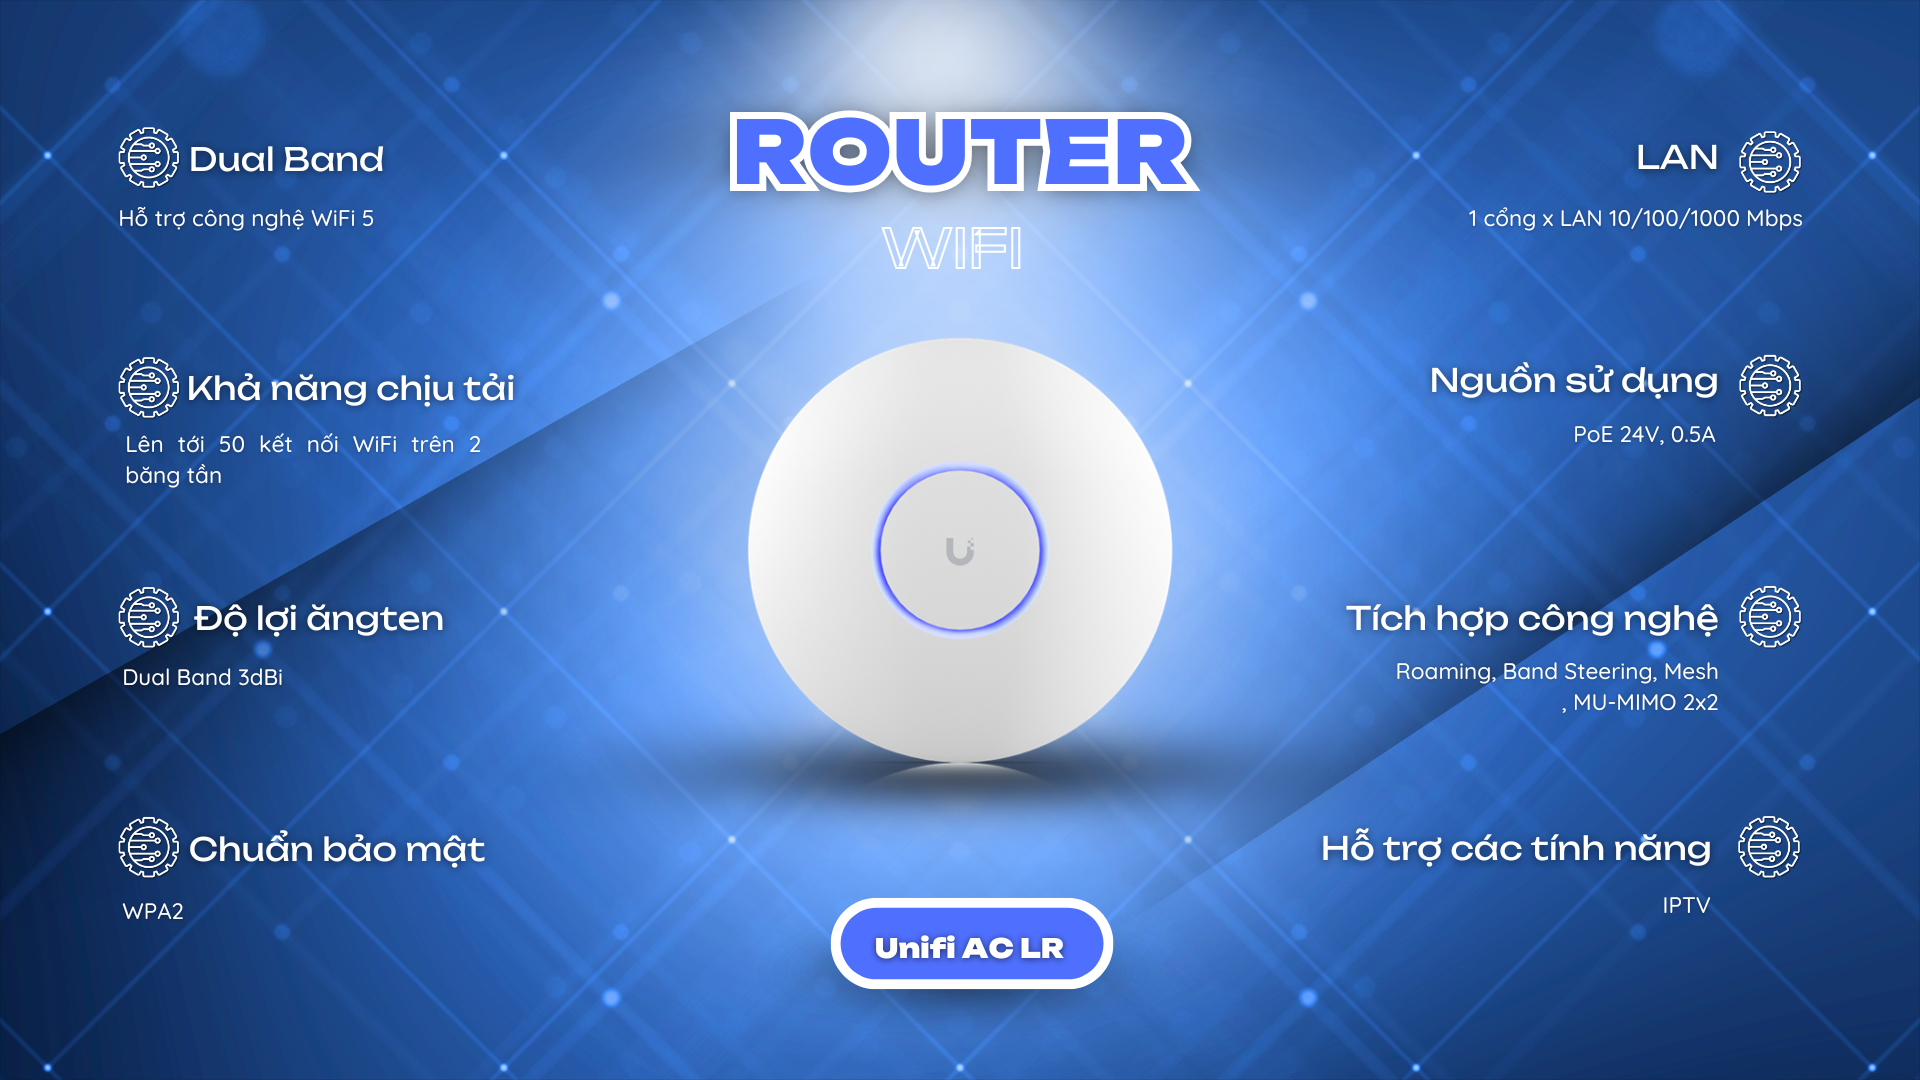 ROUTER
WIFI
Dual Band
Hỗ trợ công nghệ WiFi 5
Khả năng chịu tải
Lên tới 50 kết nối WiFi trên 2
băng tần
Độ lợi ăngten
Dual Band 3dBi
Chuẩn bảo mật
WPA2
LAN
1 cổng x LAN 10/100/1000 Mbps
Nguồn sử dụng
PoE 24V, 0.5A
Tích hợp công nghệ
Roaming, Band Steering, Mesh
, MU-MIMO 2x2
Hỗ trợ các tính năng
IPTV
Unifi AC LR